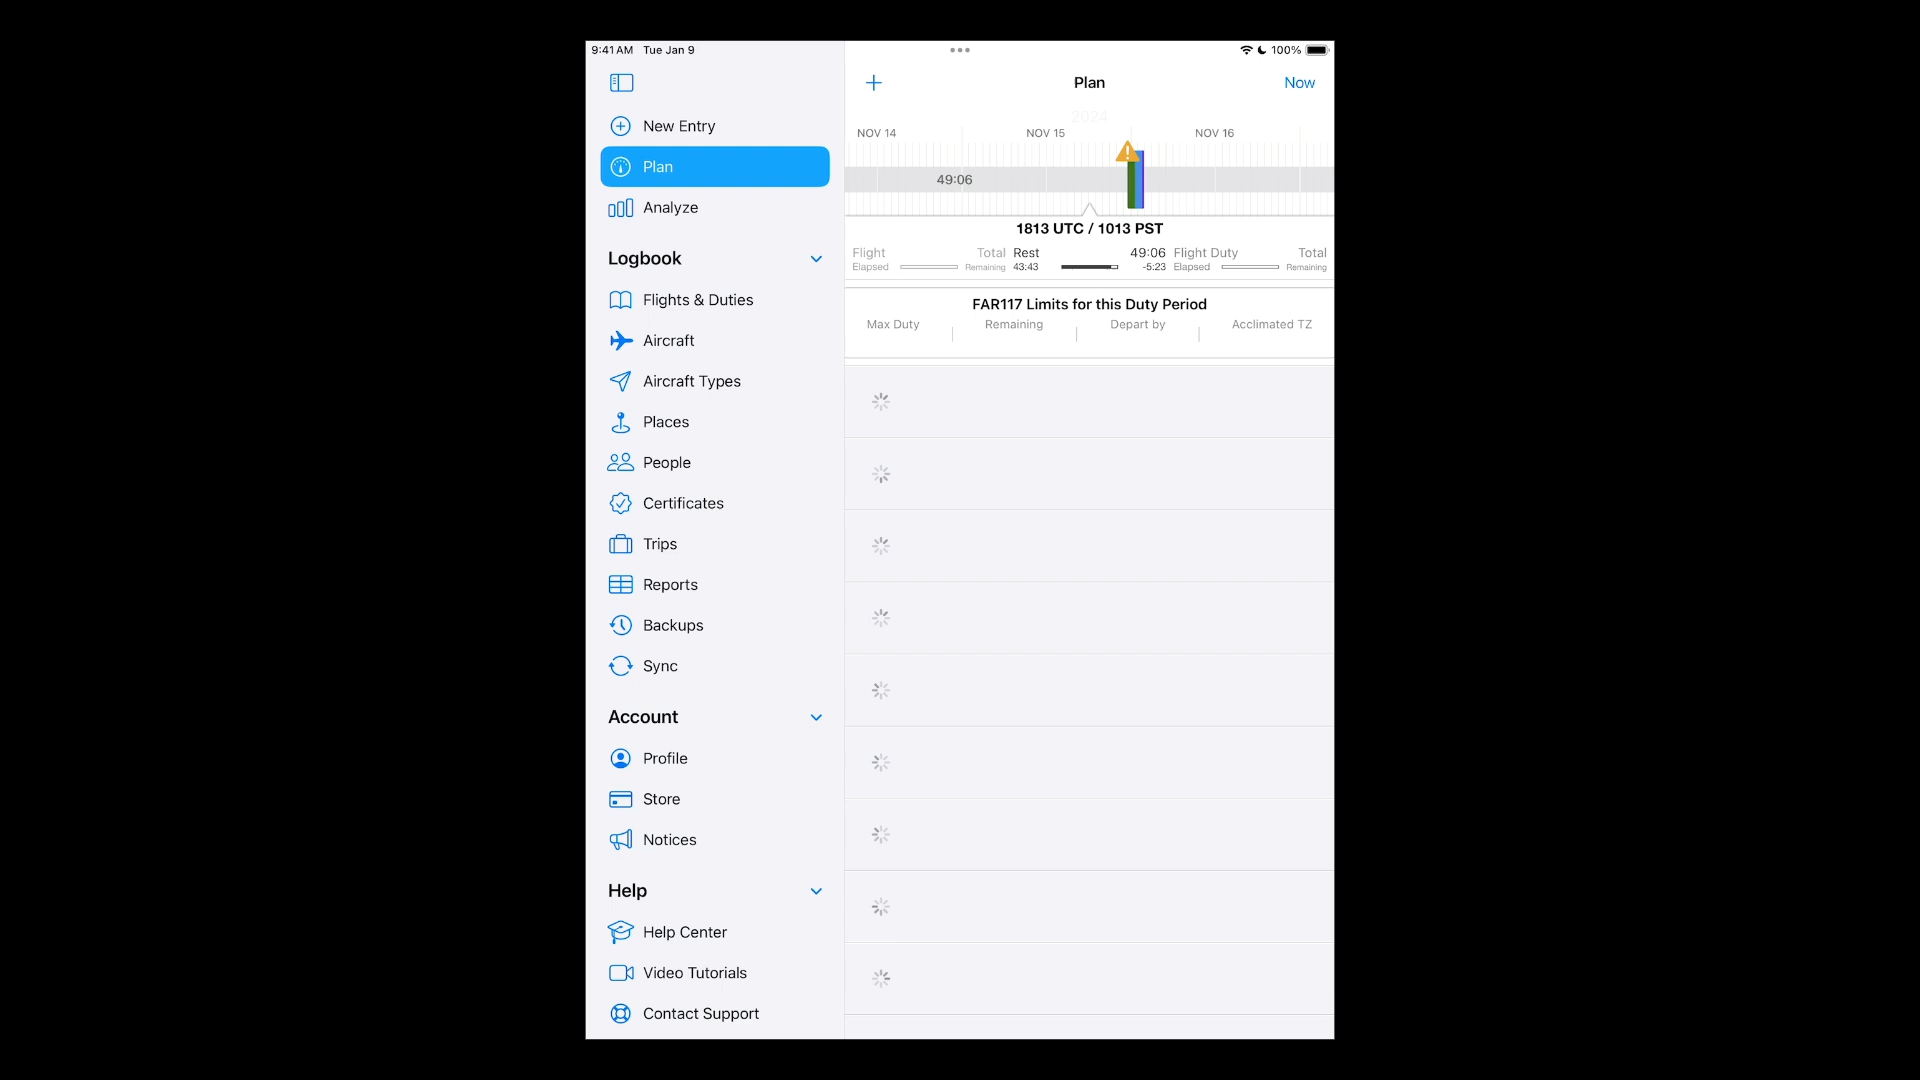 9:41 AM Tue Jan 9
100%
New Entry
Plan
Analyze
Logbook
Flights & Duties
Aircraft
Aircraft Types
Places
People
Certificates
Trips
Reports
Backups
Sync
Account
Profile
Store
Notices
Help
Help Center
Video Tutorials
Contact Support
Plan
Now
2024
NOV 14 NOV 15 NOV 16
49:06
1813 UTC / 1013 PST
Flight Total Rest 49:06 Flight Duty Total
Elapsed Remaining 43:43 -5:23 Elapsed Remaining
FAR117 Limits for this Duty Period
Max Duty Remaining Depart by Acclimated TZ